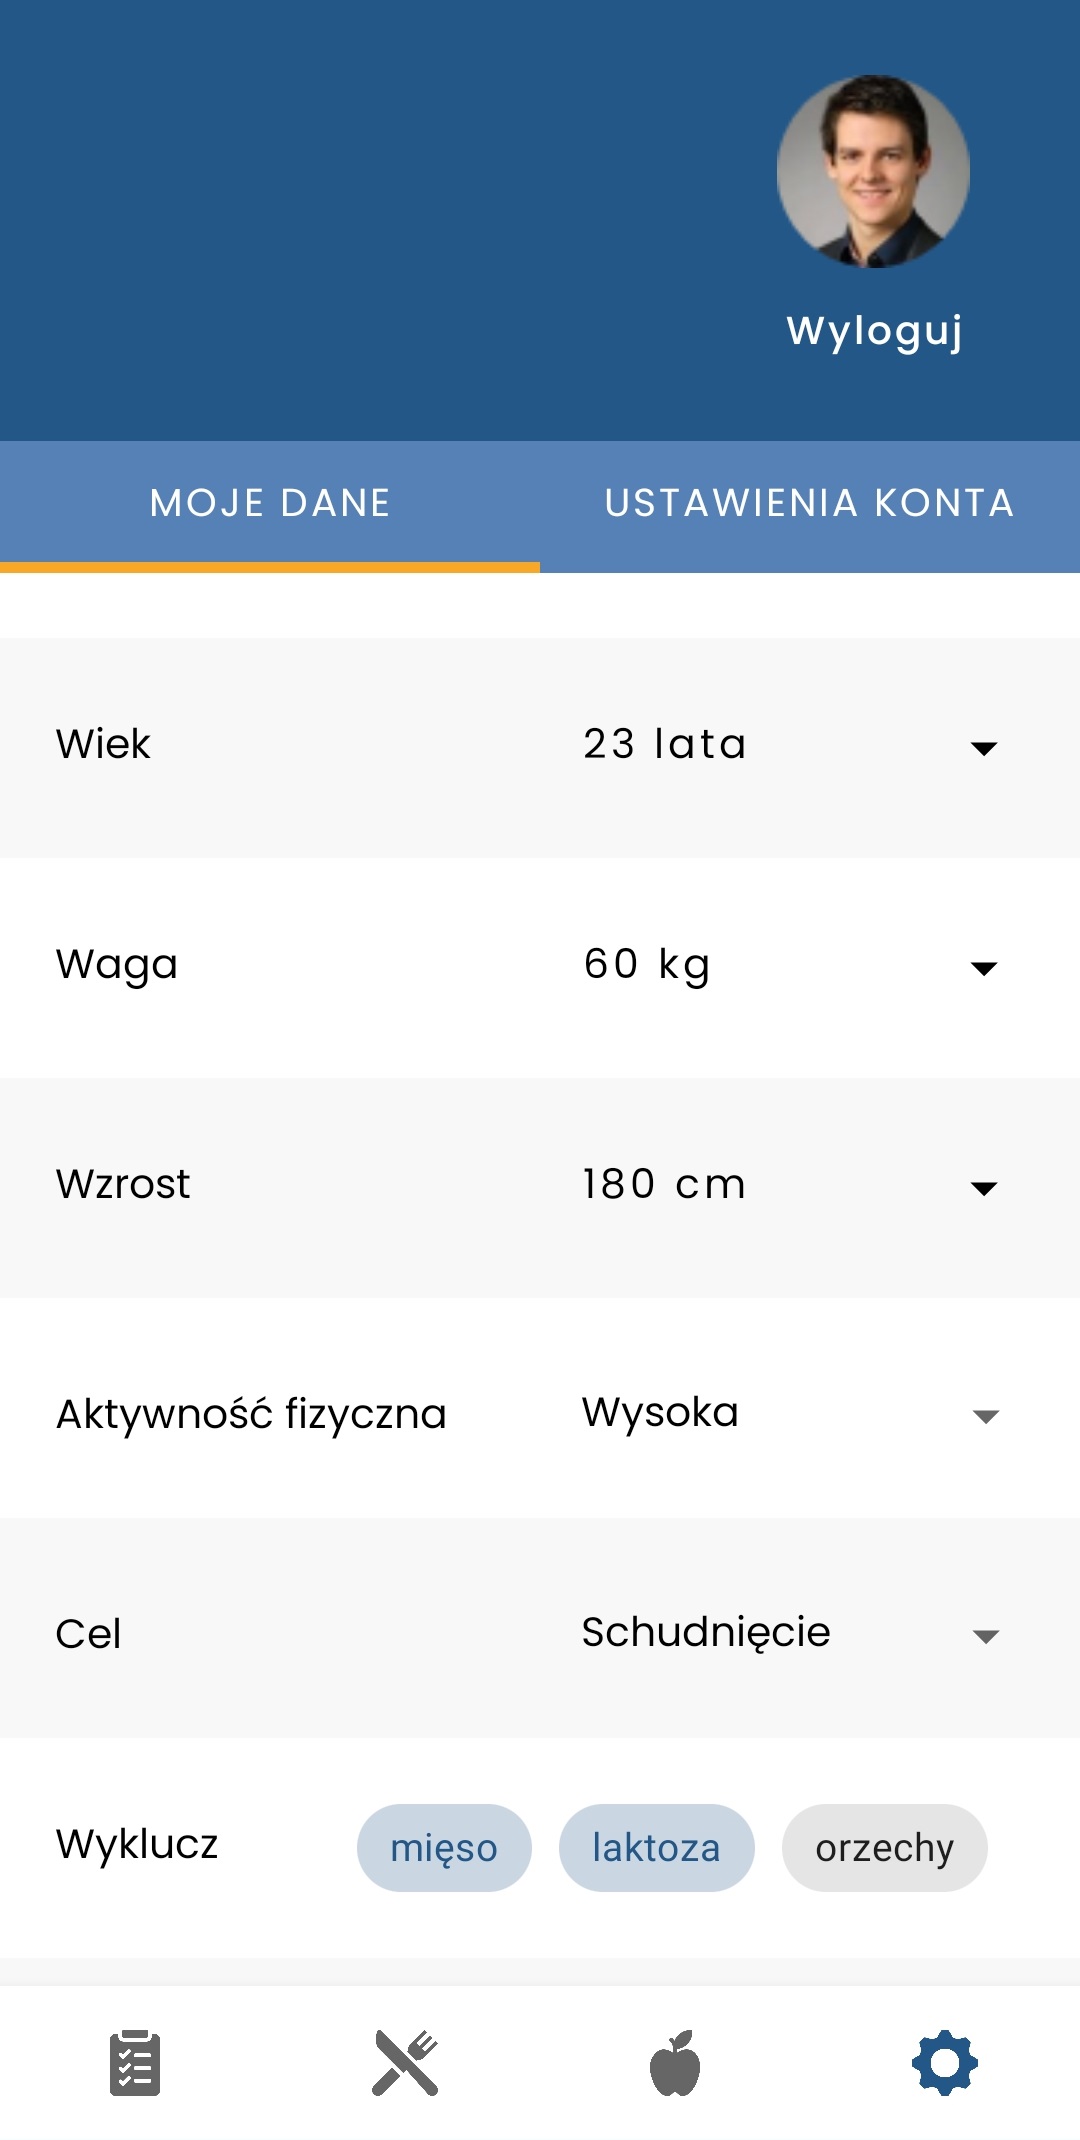 Wyloguj
MOJE DANE USTAWIENIA KONTA
Wiek 23 lata
Waga 60 kg
Wzrost 180 cm
Aktywność fizyczna Wysoka
Cel Schudnięcie
Wyklucz mięso laktoza orzechy